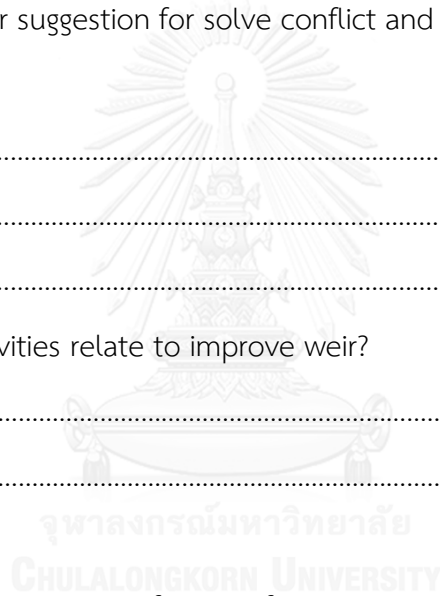 r suggestion for solve conflict and
................................................................
................................................................
................................................................
vities relate to improve weir?
................................................................
................................................................
จุฬาลงกรณ์มหาวิทยาลัย
CHULALONGKORN UNIVERSITY